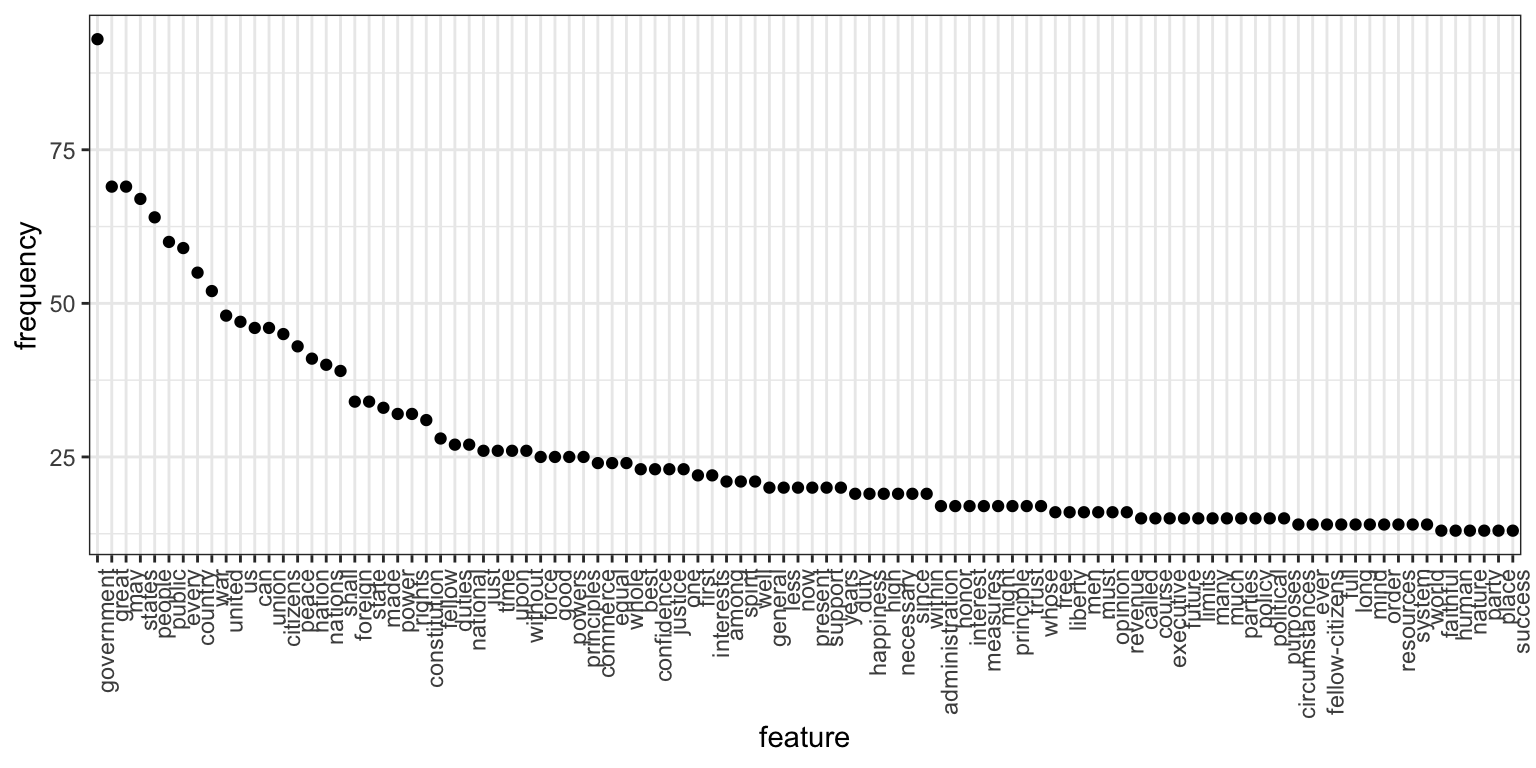 75
50
25
frequency
government
great
may
states
people
public
every
country
war
united
us
can
union
citizens
peace
nation
nations
shall
foreign
state
made
power
rights
constitution
fellow
duties
national
just
time
upon
without
force
good
powers
principles
commerce
equal
whole
best
confidence
justice
one
first
interests
among
spirit
well
general
less
now
present
support
years
duty
happiness
high
necessary
since
within
administration
honor
interest
measures
might
principle
trust
whose
free
liberty
men
must
opinion
revenue
called
course
executive
future
limits
many
much
parties
policy
political
purposes
circumstances
ever
fellow-citizens
full
long
mind
order
resources
system
world
faithful
human
nature
party
place
success
feature